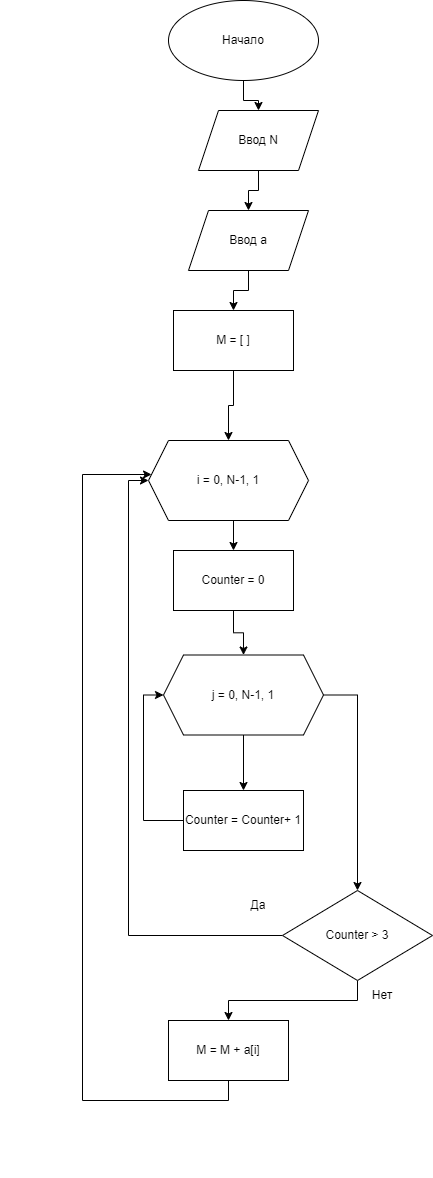 Начало
Ввод N
Ввод a
M = [ ]
i = 0, N-1, 1
Counter = 0
j = 0, N-1, 1
Counter = Counter+ 1
Да
Counter > 3
Нет
M = M + a[i]